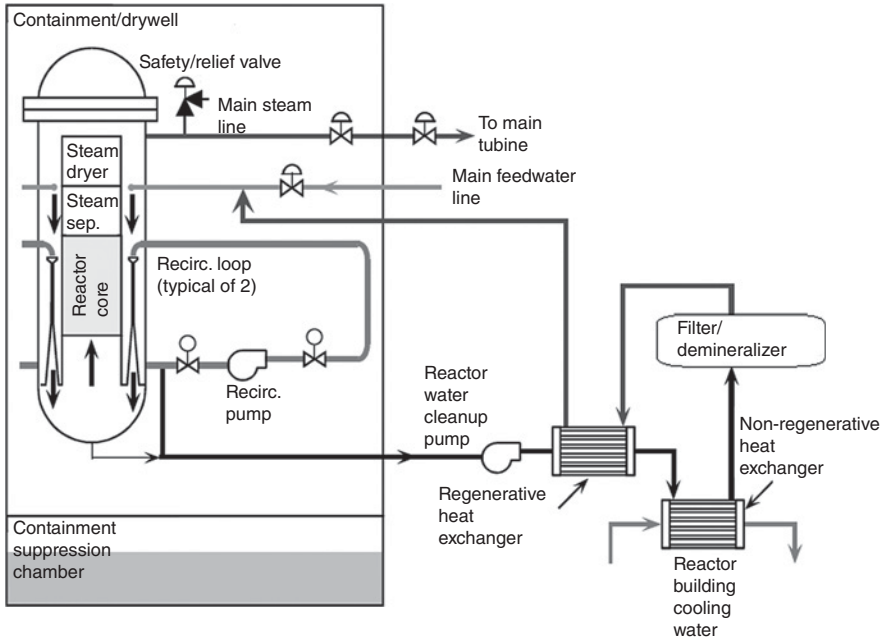 Containment/drywell
Safety/relief valve
Main steam
line
To main
tubine
Steam
dryer
Main feedwater
line
Steam
sep.
Reactor
core
Recirc. loop
(typical of 2)
Filter/
demineralizer
Recirc.
pump
Reactor
water
cleanup
pump
Non-regenerative
heat
exchanger
Regenerative
heat
exchanger
Containment
suppression
chamber
Reactor
building
cooling
water